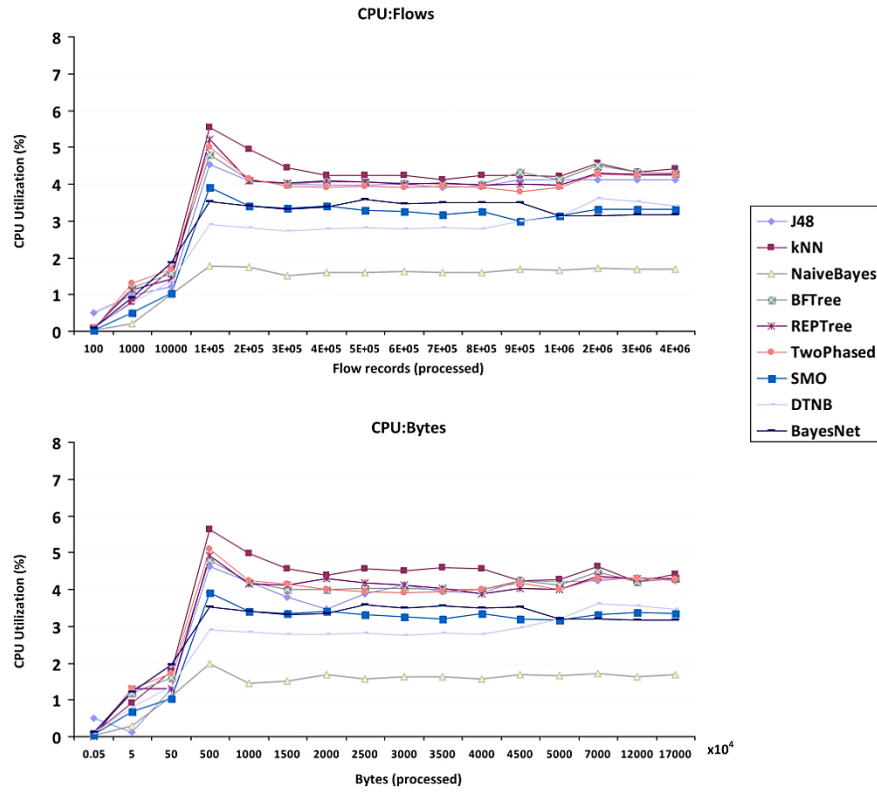 CPU:Flows
8
7
6
5
4
3
2
1
0
CPU Utilization (%)
100 1000 10000 1E+05 2E+05 3E+05 4E+05 5E+05 6E+05 7E+05 8E+05 9E+05 1E+06 2E+06 3E+06 4E+06
Flow records (processed)
J48
kNN
NaiveBayes
BFTree
REPTree
TwoPhased
SMO
DTNB
BayesNet
CPU:Bytes
8
7
6
5
4
3
2
1
0
CPU Utilization (%)
0.05 5 50 500 1000 1500 2000 2500 3000 3500 4000 4500 5000 7000 12000 17000 x10⁴
Bytes (processed)